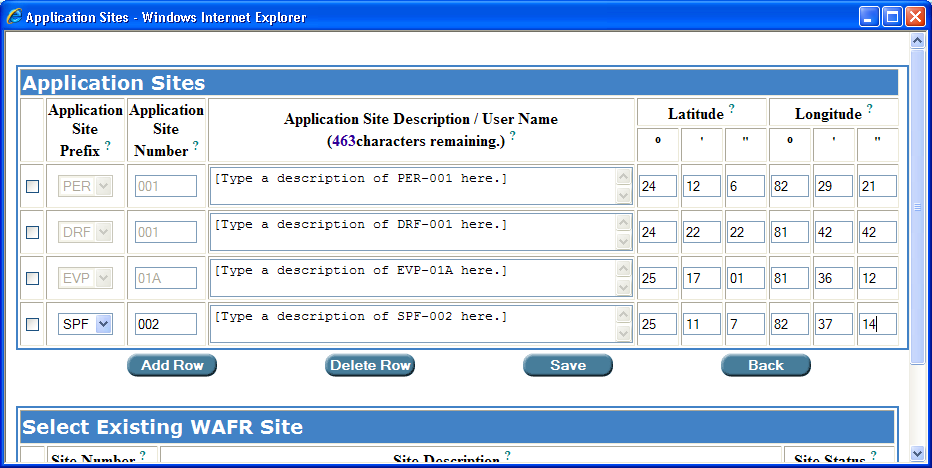 Application Sites - Windows Internet Explorer
Application Sites
Application Site Prefix ? Application Site Number ? Application Site Description / User Name (463characters remaining.) ? Latitude ? Longitude ?
º ' " º ' "
PER 001 [Type a description of PER-001 here.] 24 12 6 82 29 21
DRF 001 [Type a description of DRF-001 here.] 24 22 22 81 42 42
EVP 01A [Type a description of EVP-01A here.] 25 17 01 81 36 12
SPF 002 [Type a description of SPF-002 here.] 25 11 7 82 37 14
Add Row Delete Row Save Back
Select Existing WAFR Site
Site Number ? Site Description ? Site Status ?